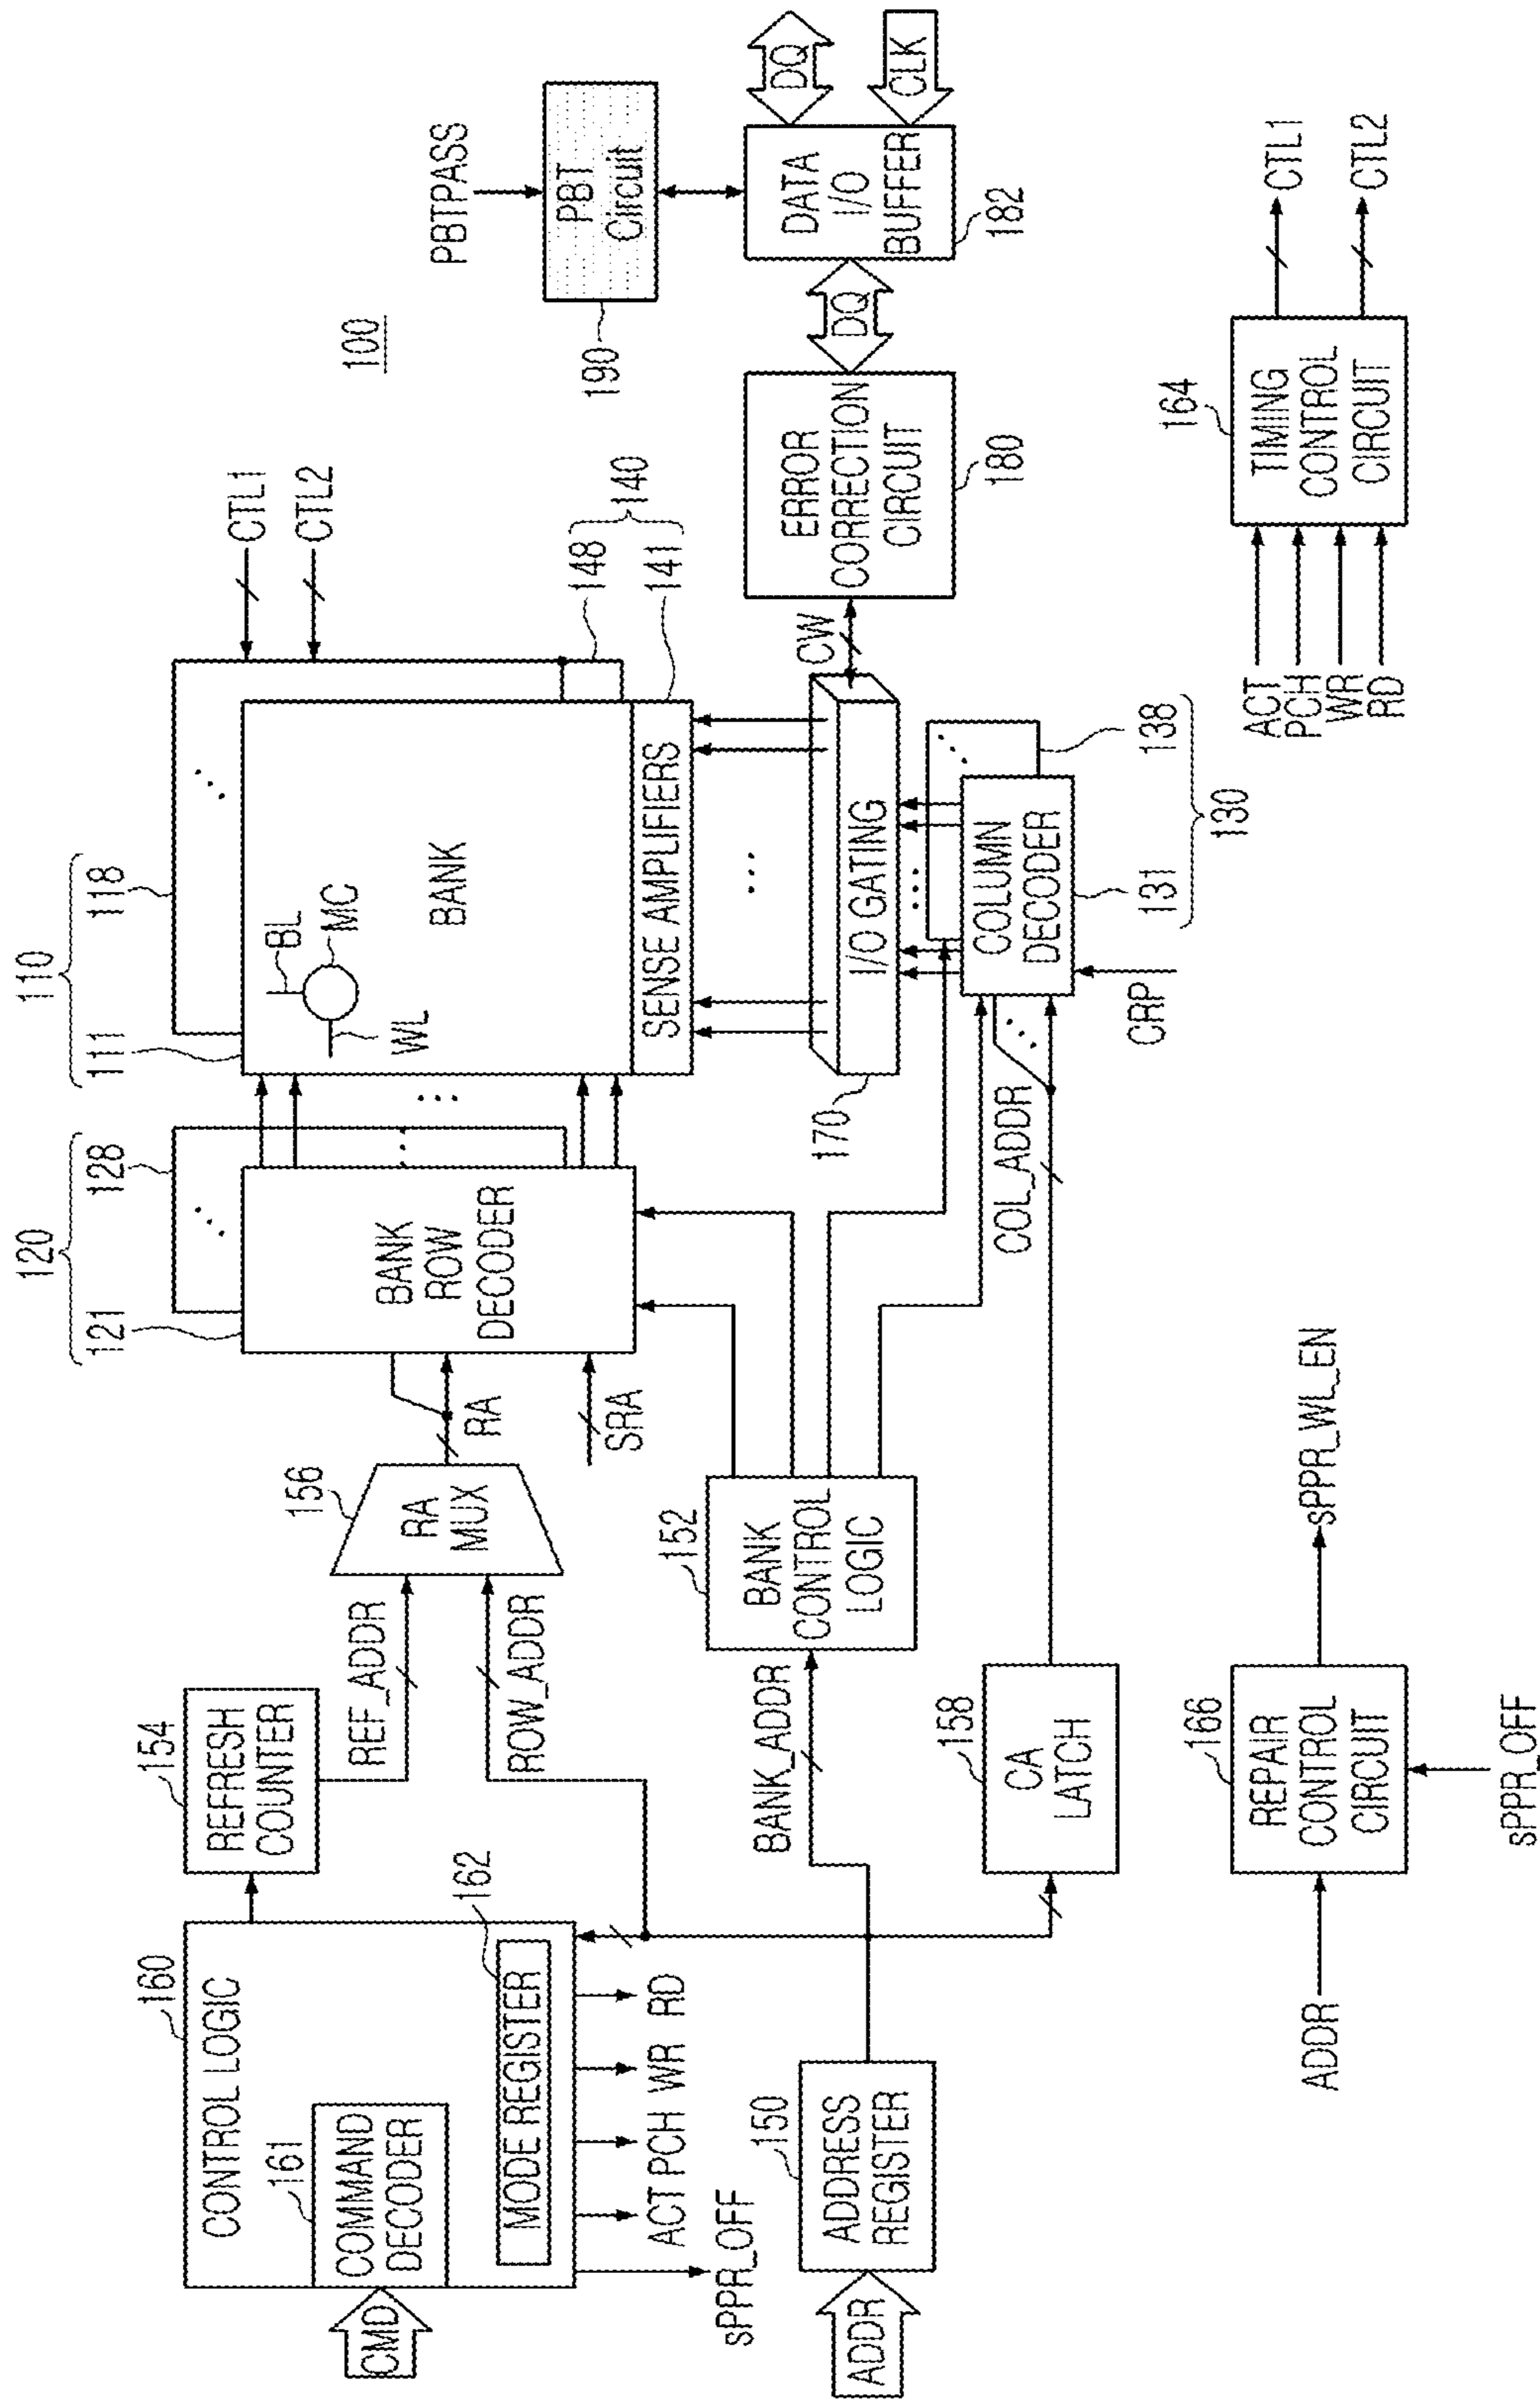 100
110
111
118
120
121
128
160
CONTROL LOGIC
161
COMMAND
DECODER
CMD
162
MODE REGISTER
154
REFRESH
COUNTER
REF_ADDR
ROW_ADDR
156
RA
MUX
RA
SRA
BANK
ROW
DECODER
BL
MC
WL
BANK
SENSE AMPLIFIERS
CTL1
CTL2
148
141
140
PBTPASS
PBT
Circuit
190
sPPR_OFF
ACT
PCH
WR
RD
ADDR
150
ADDRESS
REGISTER
BANK_ADDR
152
BANK
CONTROL
LOGIC
158
CA
LATCH
COL_ADDR
170
I/O GATING
CW
COLUMN
DECODER
CRP
131
138
130
ERROR
CORRECTION
CIRCUIT
180
DQ
DATA
I/O
BUFFER
182
DQ
CLK
ADDR
166
REPAIR
CONTROL
CIRCUIT
sPPR_OFF
sPPR_WL_EN
ACT
PCH
WR
RD
164
TIMING
CONTROL
CIRCUIT
CTL1
CTL2